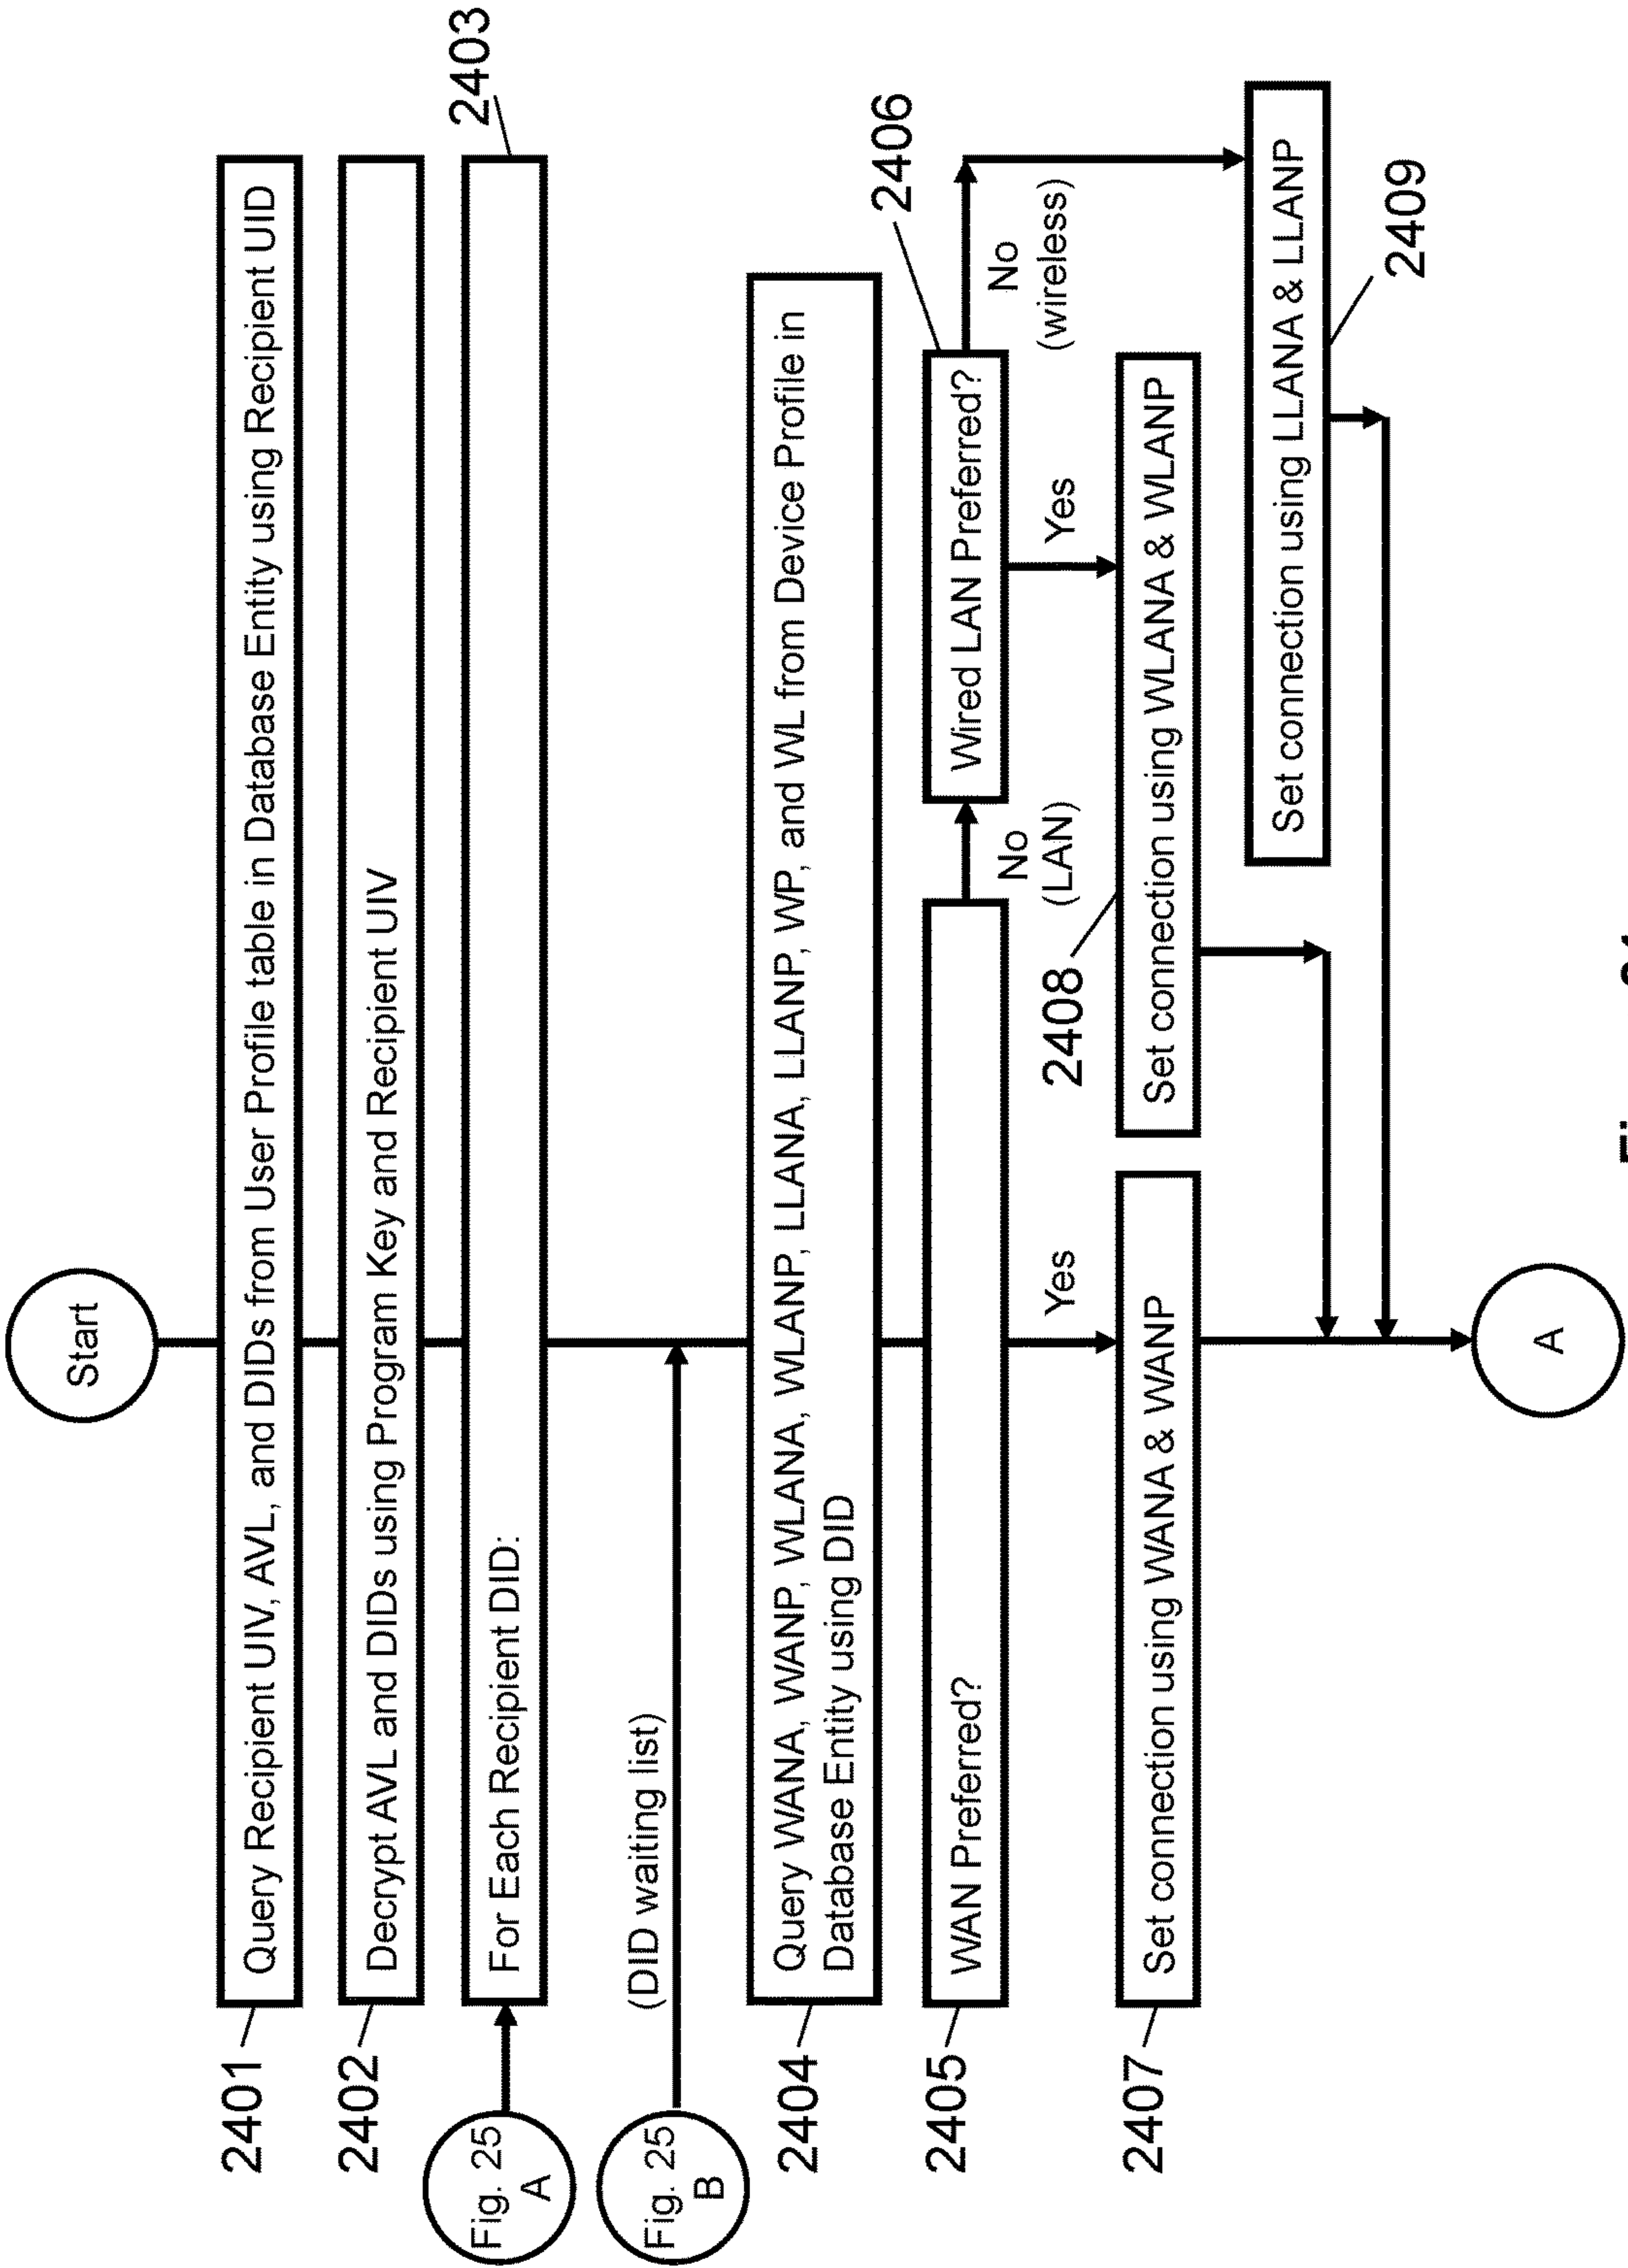 Start
2401
Query Recipient UIV, AVL, and DIDs from User Profile table in Database Entity using Recipient UID
2402
Decrypt AVL and DIDs using Program Key and Recipient UIV
2403
Fig. 25
A
For Each Recipient DID:
Fig. 25
B
(DID waiting list)
2404
Query WANA, WANP, WLANA, WLANP, LLANA, LLANP, WP, and WL from Device Profile in
Database Entity using DID
2405
WAN Preferred?
No
(LAN)
2406
Wired LAN Preferred?
No
(wireless)
Yes
Yes
2407
Set connection using WANA & WANP
2408
Set connection using WLANA & WLANP
Set connection using LLANA & LLANP
2409
A